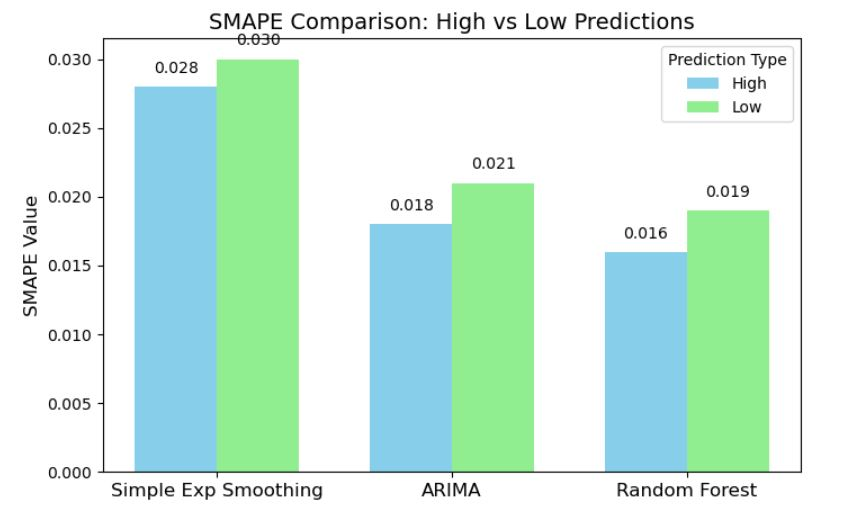 SMAPE Comparison: High vs Low Predictions
0.030
0.030
0.028
Prediction Type
High
Low
0.025
0.021
0.020
0.018
0.019
0.016
0.015
0.010
0.005
0.000
SMAPE Value
Simple Exp Smoothing
ARIMA
Random Forest